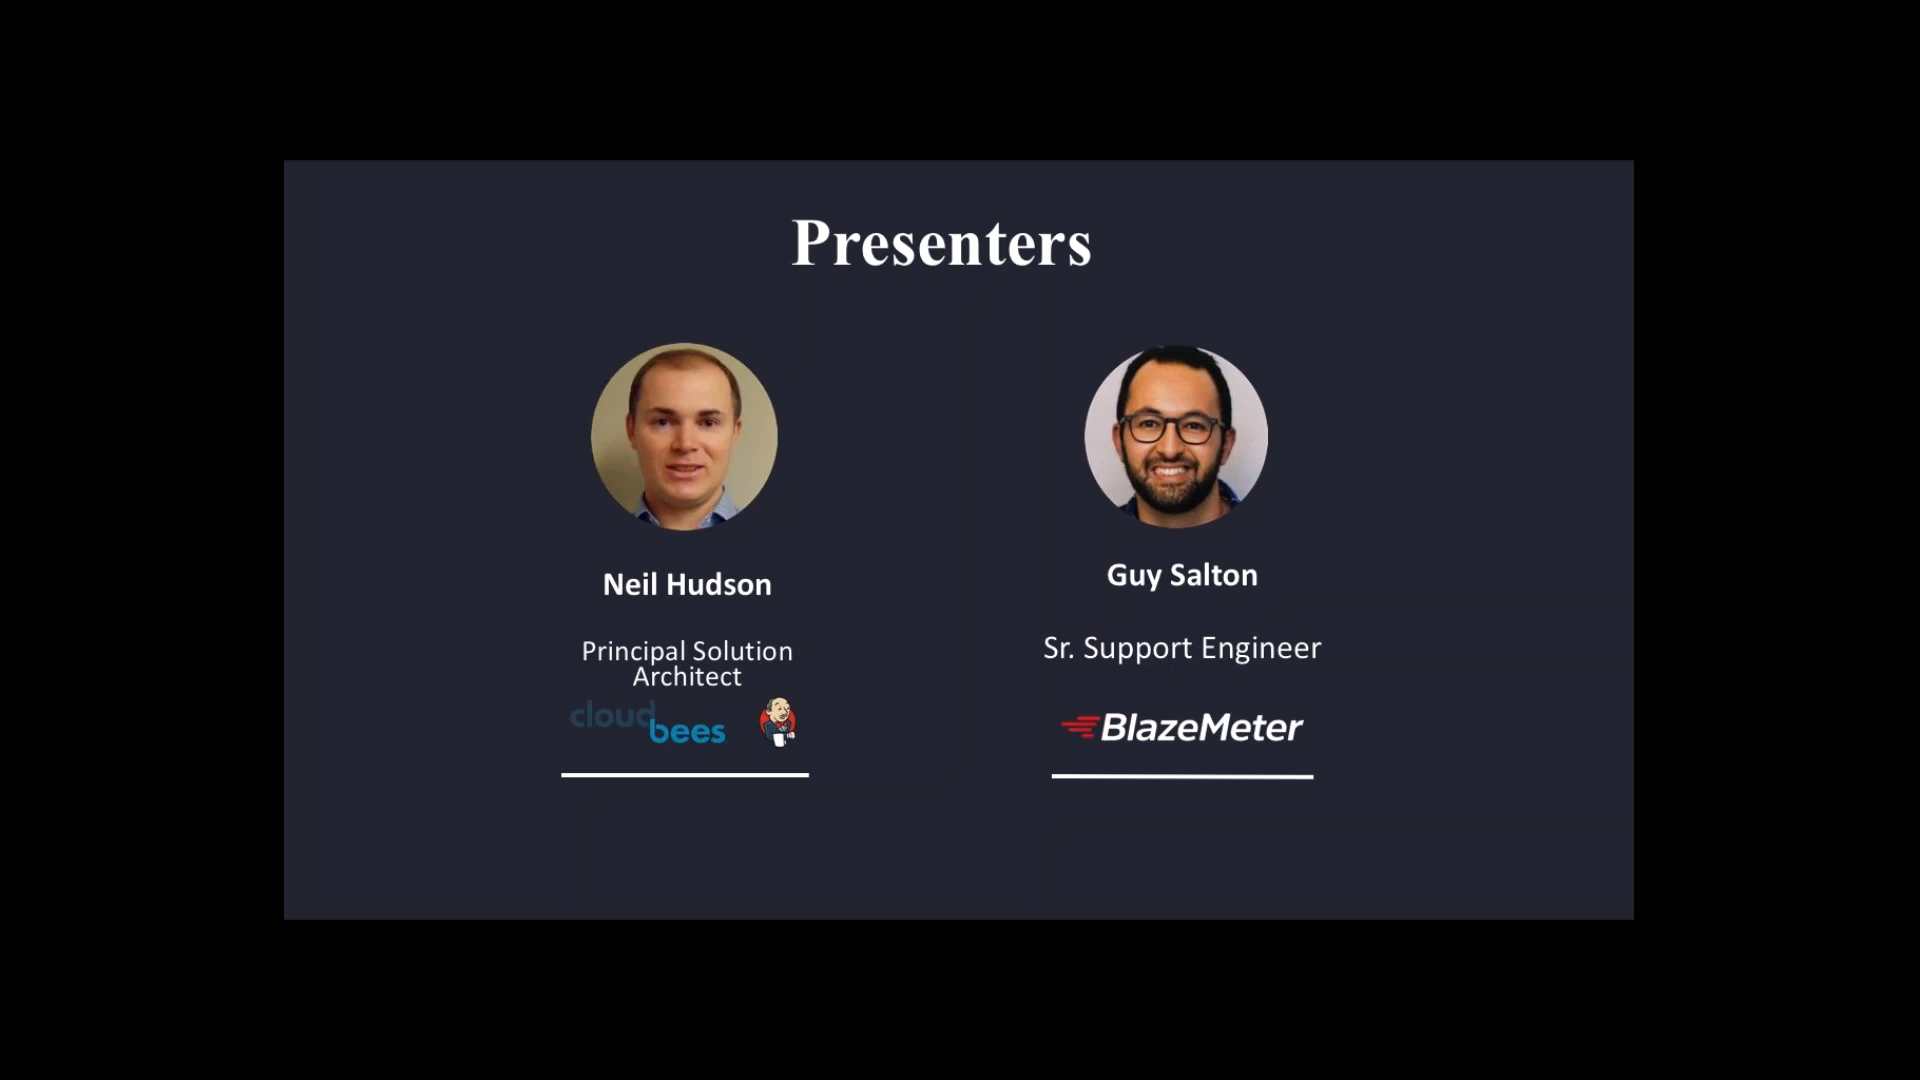 Presenters
Neil Hudson
Principal Solution
Architect
cloudbees
Guy Salton
Sr. Support Engineer
BlazeMeter